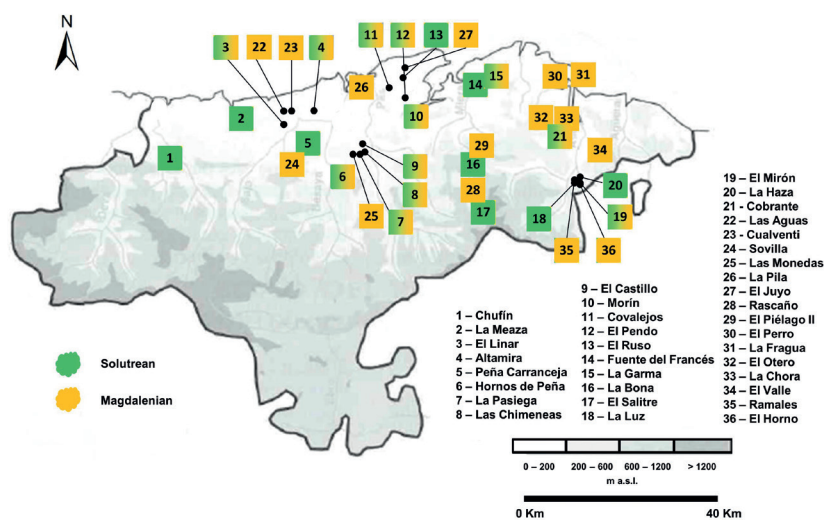 N
3
22
23
4
11
12
13
27
26
14
15
30
31
2
10
32
33
21
1
5
24
29
34
16
6
9
8
28
25
7
17
18
20
19
35
36
19 – El Mirón
20 – La Haza
21 – Cobrante
22 – Las Aguas
23 - Cualventi
24 – Sovilla
25 – Las Monedas
26 – La Pila
27 – El Juyo
28 – Rascaño
29 – El Piélago II
30 – El Perro
31 – La Fragua
32 – El Otero
33 – La Chora
34 – El Valle
35 – Ramales
36 – El Horno
9 – El Castillo
10 – Morín
11 – Covalejos
12 – El Pendo
13 – El Ruso
14 – Fuente del Francés
15 – La Garma
16 – La Bona
17 – El Salitre
18 – La Luz
1 – Chufín
2 – La Meaza
3 – El Linar
4 – Altamira
5 – Peña Carranceja
6 – Hornos de Peña
7 – La Pasiega
8 – Las Chimeneas
Solutrean
Magdalenian
0 – 200
200 – 600
600 – 1200
> 1200
m a.s.l.
0 Km
40 Km